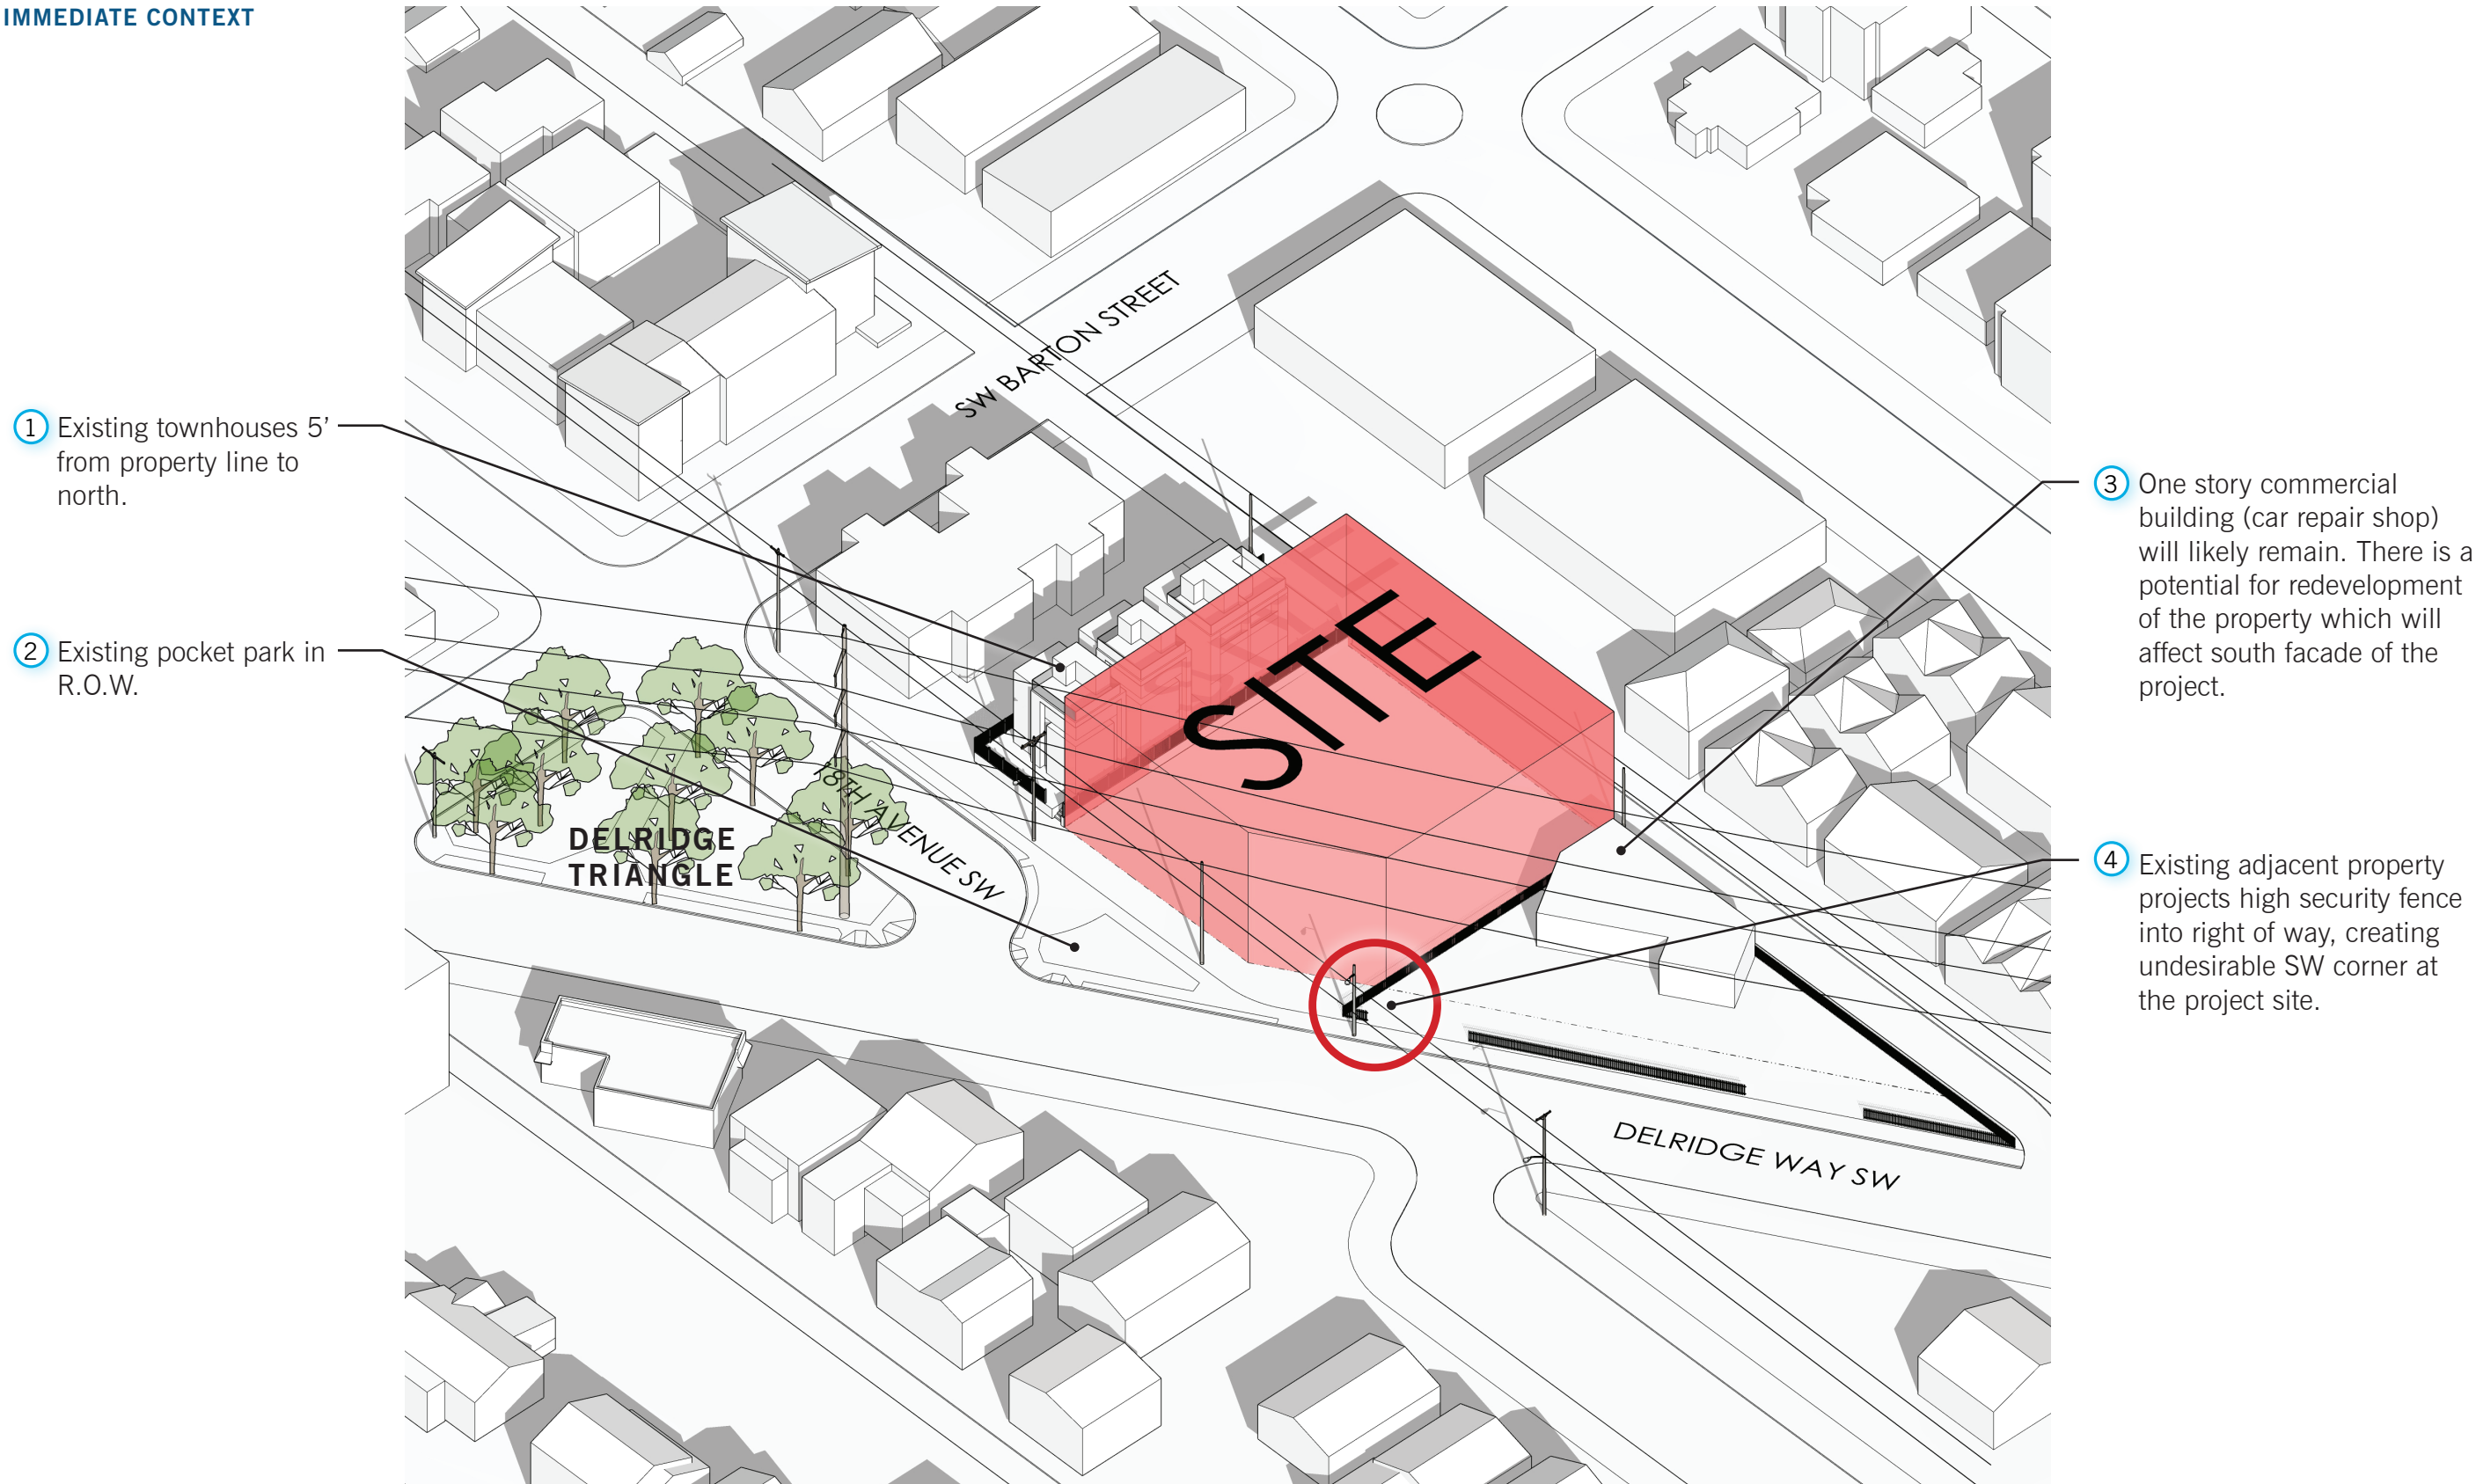 IMMEDIATE CONTEXT
1 Existing townhouses 5’
from property line to
north.
2 Existing pocket park in
R.O.W.
SW BARTON STREET
SITE
18TH AVENUE SW
DELRIDGE
TRIANGLE
DELRIDGE WAY SW
3 One story commercial
building (car repair shop)
will likely remain. There is a
potential for redevelopment
of the property which will
affect south facade of the
project.
4 Existing adjacent property
projects high security fence
into right of way, creating
undesirable SW corner at
the project site.